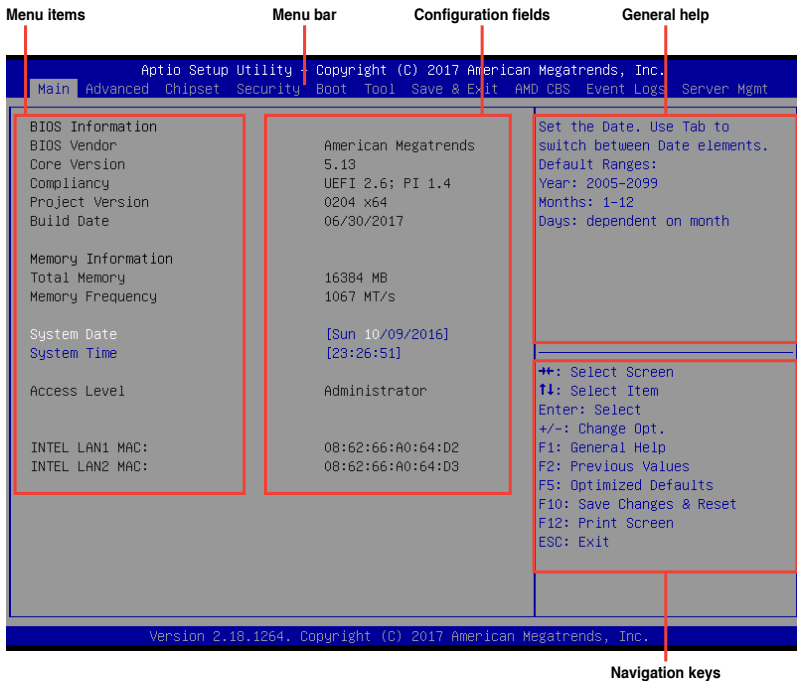 Menu items Menu bar Configuration fields General help
Aptio Setup Utility - Copyright (C) 2017 American Megatrends, Inc.
Main Advanced Chipset Security Boot Tool Save & Exit AMD CBS Event Logs Server Mgmt
BIOS Information
BIOS Vendor American Megatrends
Core Version 5.13
Compliancy UEFI 2.6; PI 1.4
Project Version 0204 x64
Build Date 06/30/2017
Memory Information
Total Memory 16384 MB
Memory Frequency 1067 MT/s
System Date [Sun 10/09/2016]
System Time [23:26:51]
Access Level Administrator
INTEL LAN1 MAC: 08:62:66:A0:64:D2
INTEL LAN2 MAC: 08:62:66:A0:64:D3
Set the Date. Use Tab to
switch between Date elements.
Default Ranges:
Year: 2005-2099
Months: 1-12
Days: dependent on month
→←: Select Screen
↑↓: Select Item
Enter: Select
+/-: Change Opt.
F1: General Help
F2: Previous Values
F5: Optimized Defaults
F10: Save Changes & Reset
F12: Print Screen
ESC: Exit
Version 2.18.1264. Copyright (C) 2017 American Megatrends, Inc.
Navigation keys